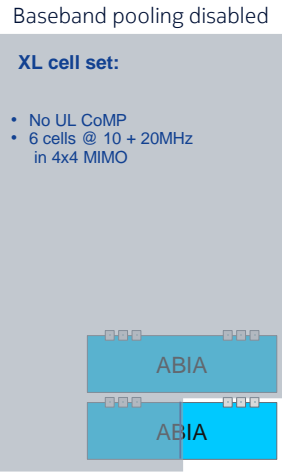 Baseband pooling disabled
XL cell set:
• No UL CoMP
• 6 cells @ 10 + 20MHz
in 4x4 MIMO
ABIA
ABIA